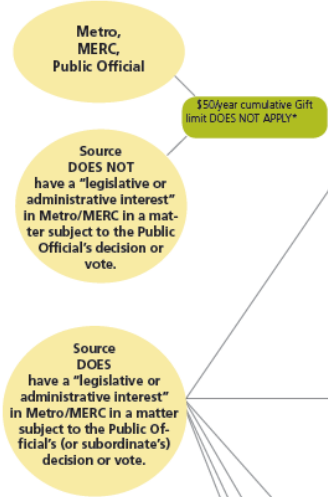 Metro,
MERC,
Public Official
$50/year cumulative Gift
limit DOES NOT APPLY*
Source
DOES NOT
have a "legislative or
administrative interest"
in Metro/MERC in a mat-
ter subject to the Public
Official's decision or
vote.
Source
DOES
have a "legislative or
administrative interest"
in Metro/MERC in a matter
subject to the Public Of-
ficial's (or subordinate's)
decision or vote.